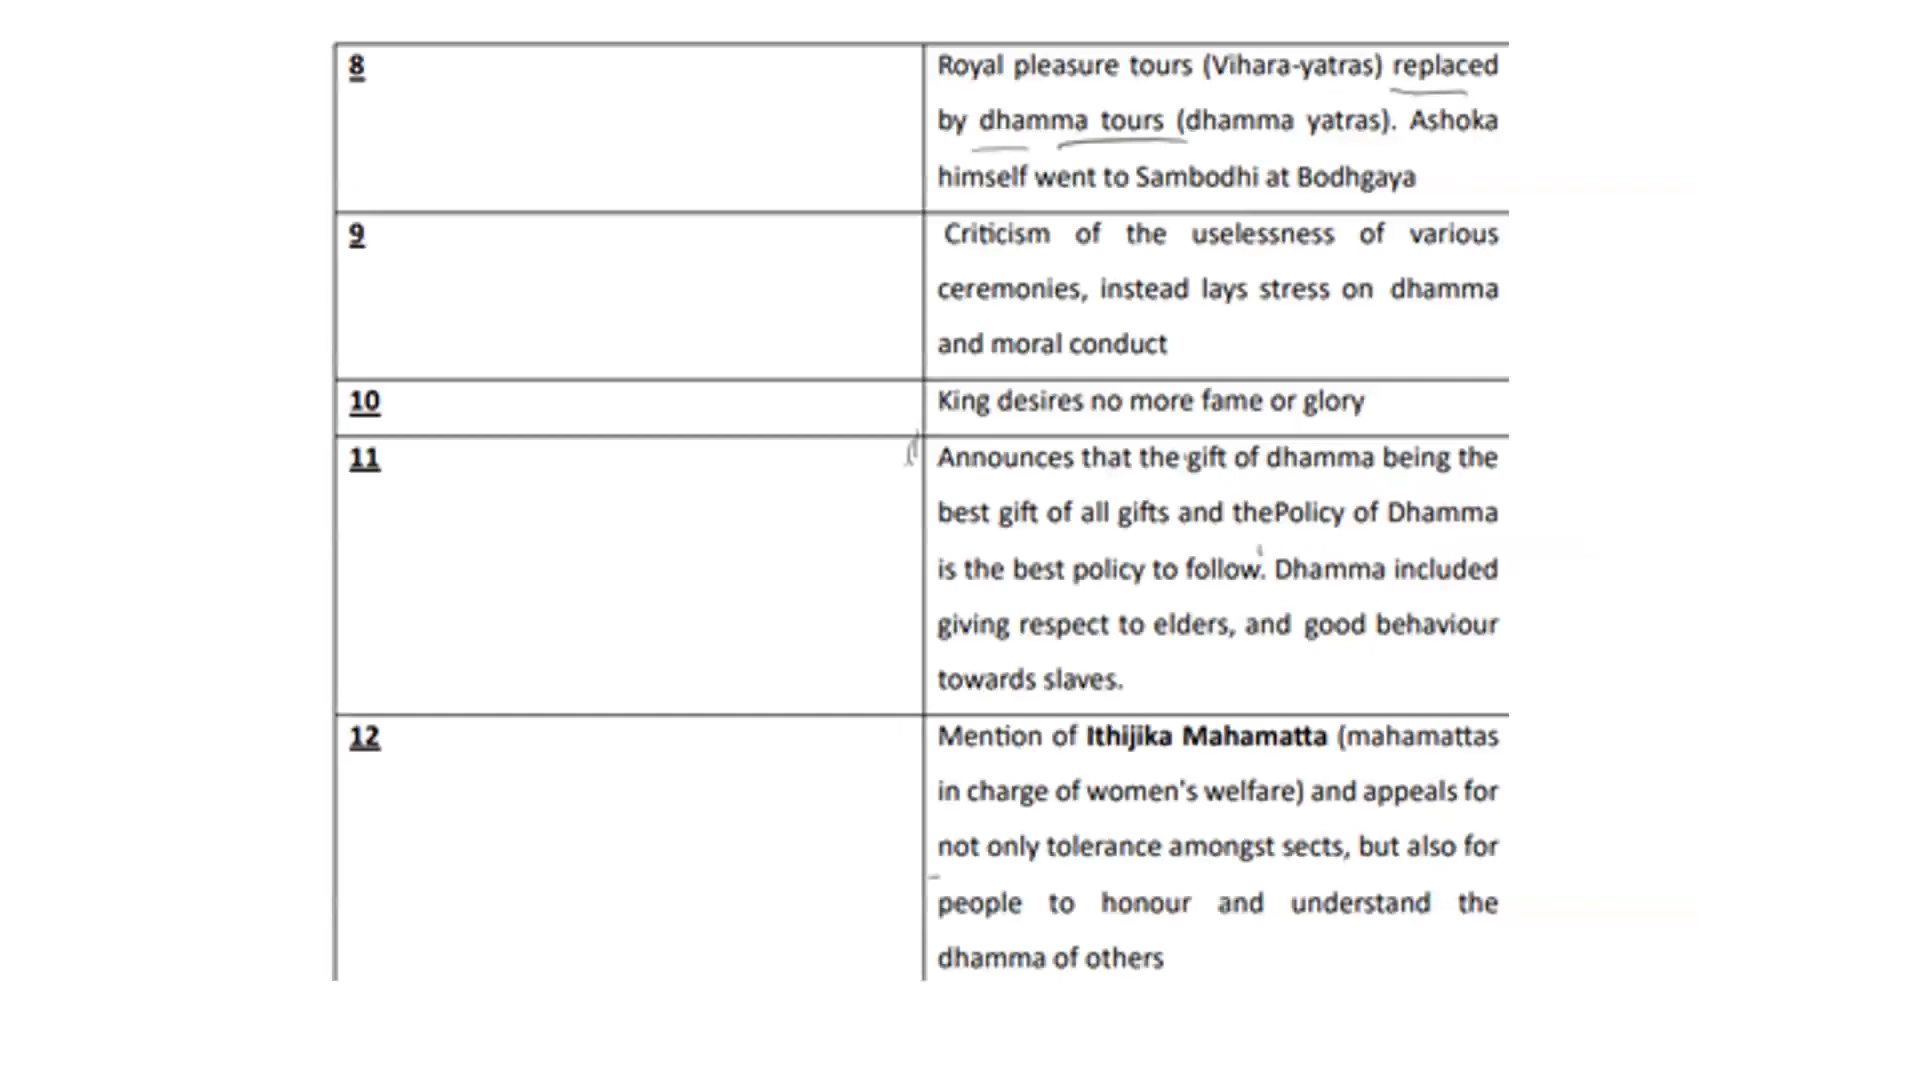 8
Royal pleasure tours (Vihara-yatras) replaced
by dhamma tours (dhamma yatras). Ashoka
himself went to Sambodhi at Bodhgaya
9
Criticism of the uselessness of various
ceremonies, instead lays stress on dhamma
and moral conduct
10
King desires no more fame or glory
11
Announces that the gift of dhamma being the
best gift of all gifts and thePolicy of Dhamma
is the best policy to follow. Dhamma included
giving respect to elders, and good behaviour
towards slaves.
12
Mention of Ithijika Mahamatta (mahamattas
in charge of women's welfare) and appeals for
not only tolerance amongst sects, but also for
people to honour and understand the
dhamma of others